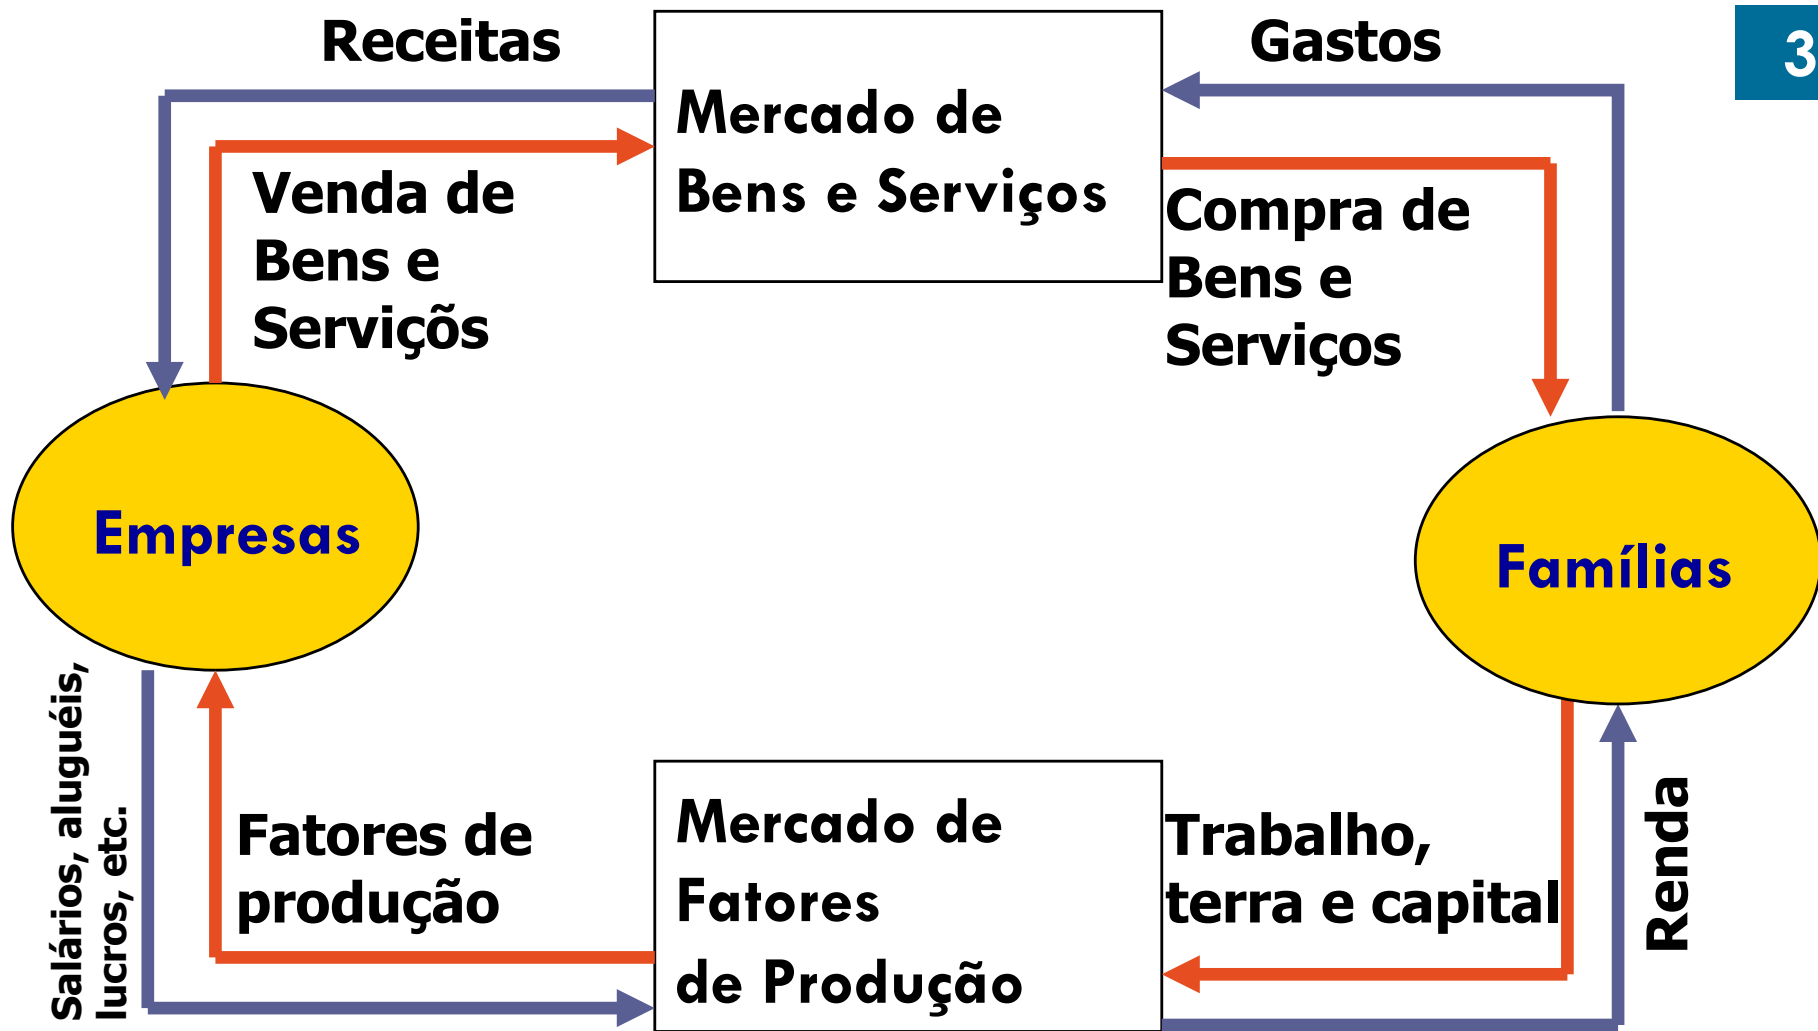 Receitas
Gastos
3
Mercado de
Bens e Serviços
Venda de
Bens e
Serviçõs
Compra de
Bens e
Serviços
Empresas
Famílias
Salários, aluguéis,
lucros, etc.
Fatores de
produção
Mercado de
Fatores
de Produção
Trabalho,
terra e capital
Renda